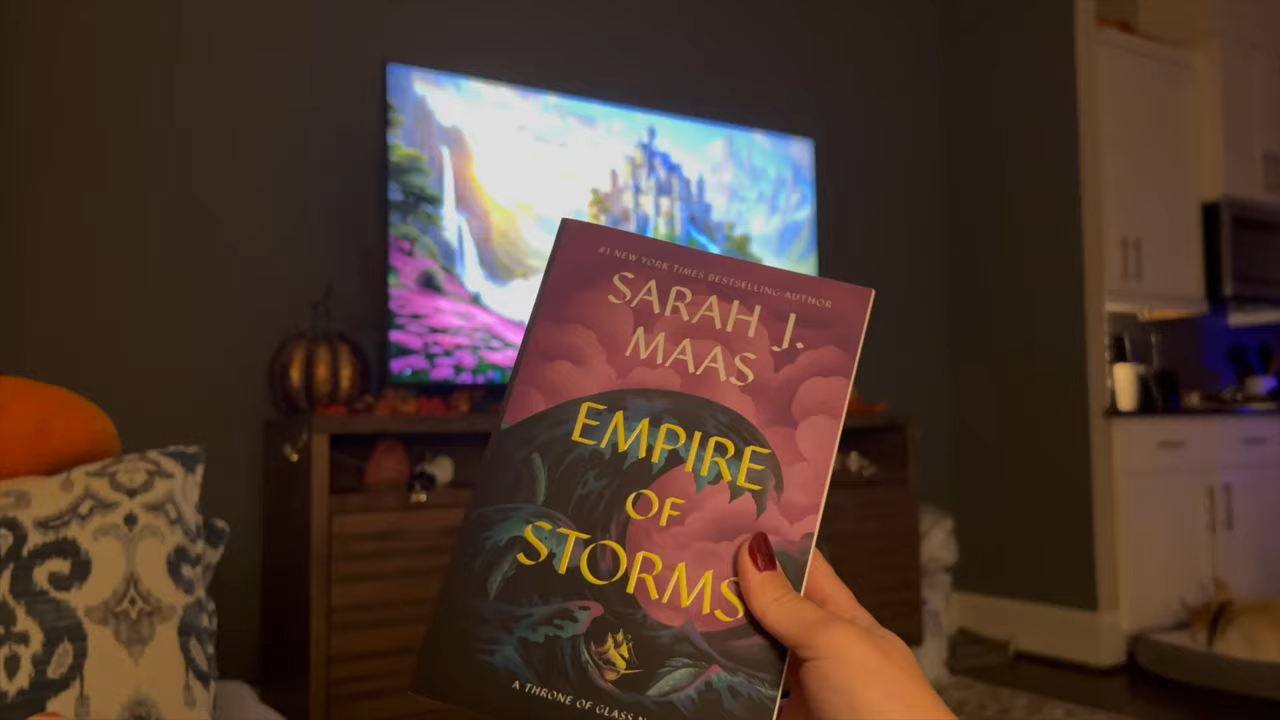 #1 NEW YORK TIMES BESTSELLING AUTHOR
SARAH J.
MAAS
EMPIRE
OF
STORMS
A THRONE OF GLASS